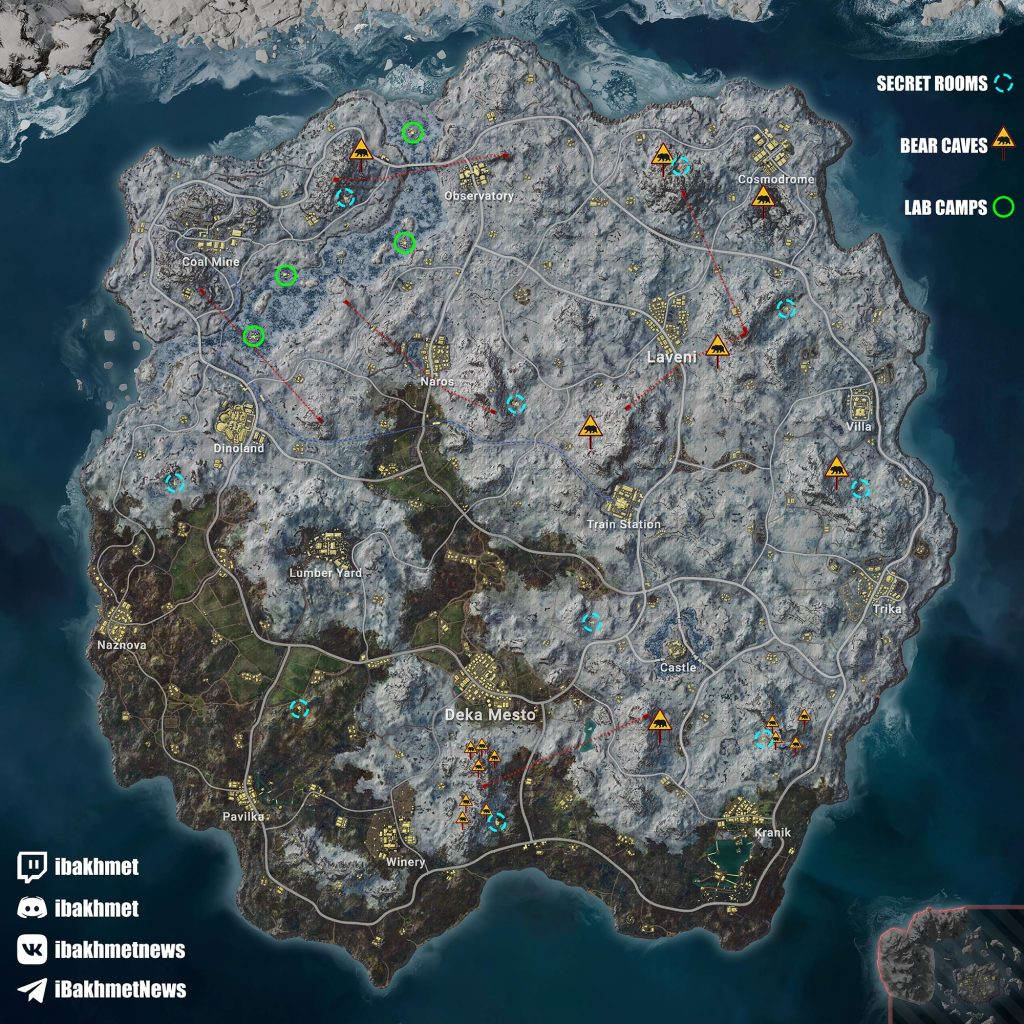 SECRET ROOMS
BEAR CAVES
Cosmodrome
Observatory
LAB CAMPS
Coal Mine
Laveni
Naros
Villa
Dinoland
Train Station
Lumber Yard
Trika
Naznova
Castle
Deka Mesto
Pavilka
Kranik
Winery
ibakhmet
ibakhmet
ibakhmetnews
iBakhmetNews